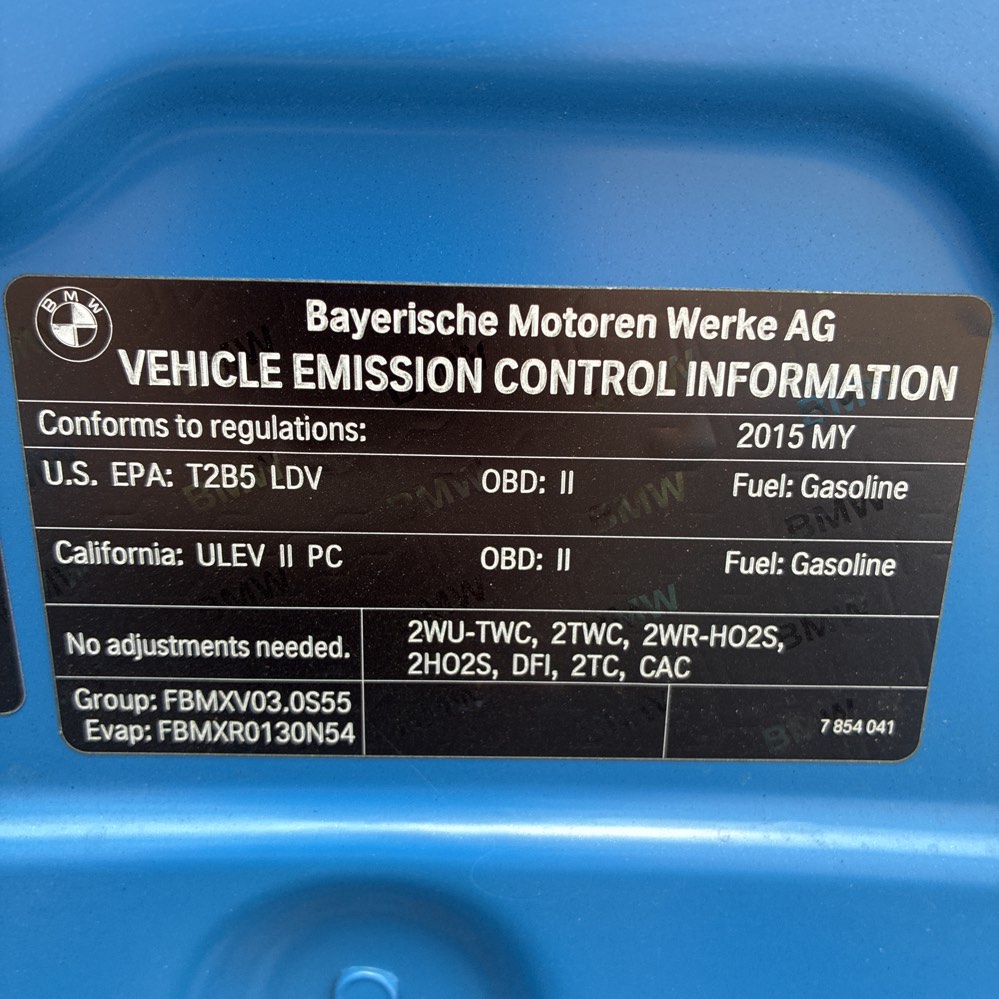 BMW
Bayerische Motoren Werke AG
VEHICLE EMISSION CONTROL INFORMATION
Conforms to regulations: 2015 MY
U.S. EPA: T2B5 LDV OBD: II Fuel: Gasoline
California: ULEV II PC OBD: II Fuel: Gasoline
No adjustments needed.
2WU-TWC, 2TWC, 2WR-HO2S,
2HO2S, DFI, 2TC, CAC
Group: FBMXV03.0S55
Evap: FBMXR0130N54
7 854 041